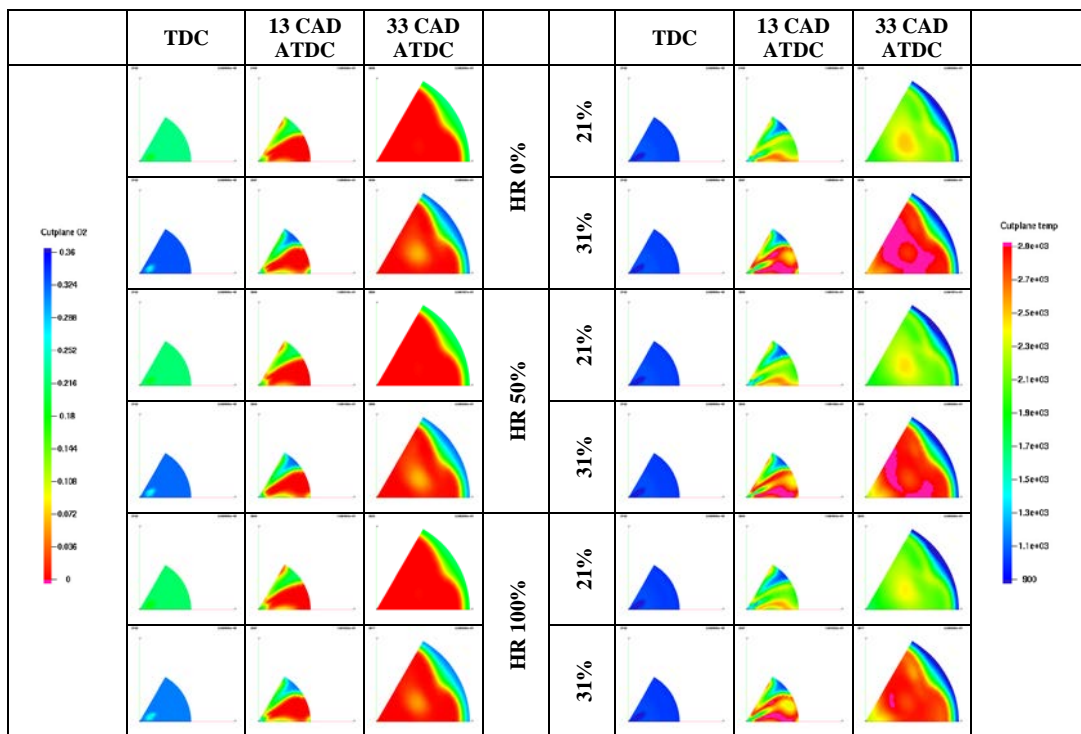 TDC
13 CAD
ATDC
33 CAD
ATDC
TDC
13 CAD
ATDC
33 CAD
ATDC
Cutplane O2
0.36
0.324
0.288
0.252
0.216
0.18
0.144
0.108
0.072
0.036
0
HR 0%
21%
31%
HR 50%
21%
31%
HR 100%
21%
31%
Cutplane temp
2.8e+03
2.7e+03
2.5e+03
2.3e+03
2.1e+03
1.9e+03
1.7e+03
1.5e+03
1.3e+03
1.1e+03
900